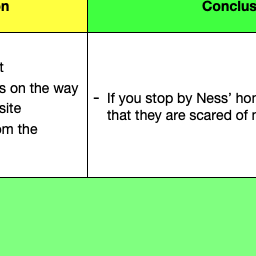 Conclus
t
s on the way
site
om the
- If you stop by Ness' hor
that they are scared of